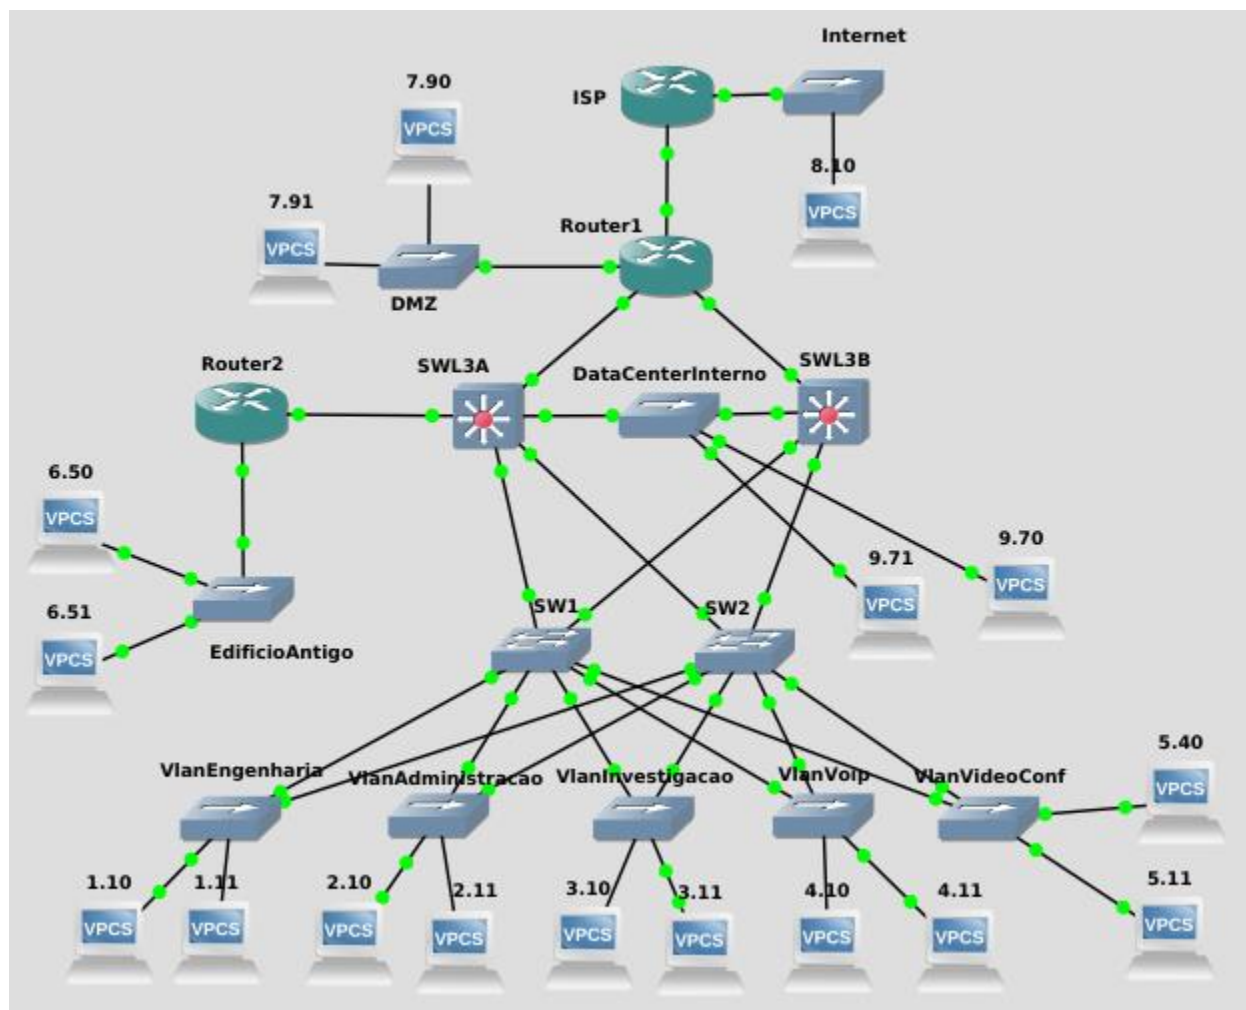 Internet
7.90
ISP
VPCS
8.10
7.91
VPCS
Router1
VPCS
DMZ
Router2
SWL3A
DataCenterInterno
SWL3B
6.50
VPCS
9.70
9.71
VPCS
VPCS
6.51
SW1
SW2
VPCS
EdificioAntigo
5.40
VlanEngenharia
VlanAdministracao
VlanInvestigacao
VlanVoip
VlanVideoConf
VPCS
1.10
1.11
2.10
2.11
3.10
3.11
4.10
4.11
5.11
VPCS
VPCS
VPCS
VPCS
VPCS
VPCS
VPCS
VPCS
VPCS